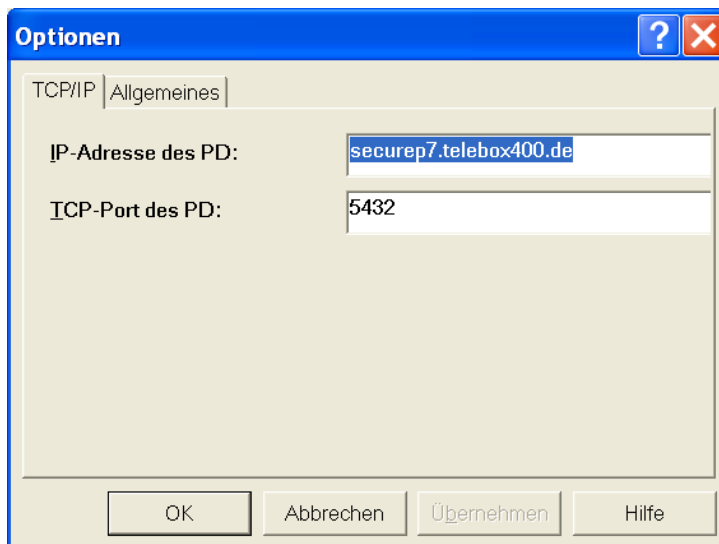 Optionen
TCP/IP Allgemeines
IP-Adresse des PD: securep7.telebox400.de
TCP-Port des PD: 5432
OK Abbrechen Übernehmen Hilfe